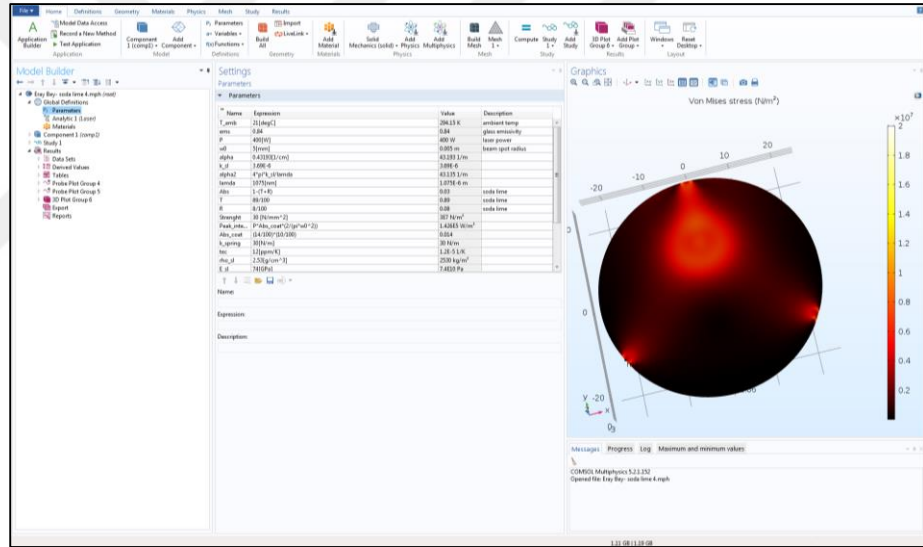 File Home Definitions Geometry Materials Physics Mesh Study Results
Application Builder
Model Data Access
Record a New Method
Test Application
Application
Component 1 (comp1)
Add Component
Model
Pi Parameters
a= Variables
f(x) Functions
Definitions
Build All
Import
LiveLink
Geometry
Add Material
Materials
Solid Mechanics (solid)
Add Physics
Add Multiphysics
Physics
Build Mesh
Mesh 1
Mesh
Compute
Study 1
Add Study
Study
3D Plot Group 6
Add Plot Group
Results
Windows
Reset Desktop
Layout
Model Builder
Eray Bey- soda lime 4.mph (root)
Global Definitions
Parameters
Analytic 1 (Laser)
Materials
Component 1 (comp1)
Study 1
Results
Data Sets
Derived Values
Tables
Probe Plot Group 4
Probe Plot Group 5
3D Plot Group 6
Export
Reports
Settings
Parameters
Parameters
Name Expression Value Description
T_amb 21[degC] 294.15 K ambient temp
ems 0.84 0.84 glass emissivity
P 400[W] 400 W laser power
w0 5[mm] 0.005 m beam spot radius
alpha 0.43193[1/cm] 43.193 1/m
k_sl 3.69E-6 3.69E-6
alpha2 4*pi*k_sl/lamda 43.135 1/m
lamda 1075[nm] 1.075E-6 m
Abs 1-(T+R) 0.03 soda lime
T 89/100 0.89 soda lime
R 8/100 0.08 soda lime
Strenght 30 [N/mm^2] 3E7 N/m²
Peak_inte... P*Abs_coat*(2/(pi*w0^2))
Abs_coat (14/100)*(10/100) 0.014
k_spring 30[N/m] 30 N/m
tec 12[ppm/K] 1.2E-5 1/K
rho_sl 2.53[g/cm^3] 2530 kg/m³
E_sl 74[GPa] 7.4E10 Pa
Name:
Expression:
Description:
Graphics
Von Mises stress (N/m²)
×10⁷
2
1.8
1.6
1.4
1.2
1
0.8
0.6
0.4
0.2
20
10
0
-10
-20
0
y -20
x
Messages Progress Log Maximum and minimum values
COMSOL Multiphysics 5.2.1.152
Opened file: Eray Bey- soda lime 4.mph
1.21 GB | 1.29 GB